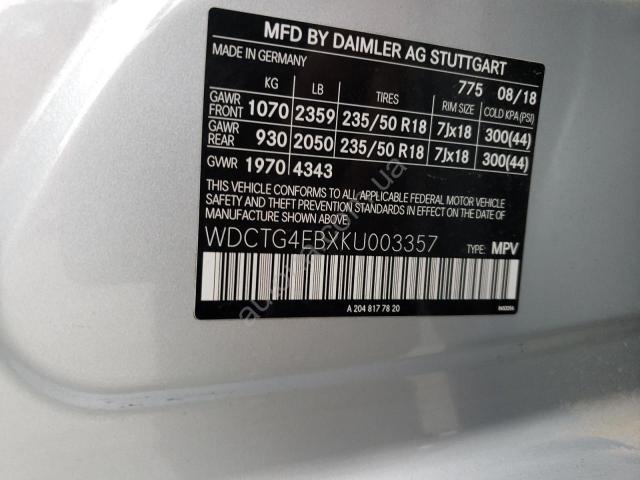 MFD BY DAIMLER AG STUTTGART
MADE IN GERMANY 775 08/18
KG LB TIRES RIM SIZE COLD KPA(PSI)
GAWR FRONT 1070 2359 235/50 R18 7Jx18 300(44)
GAWR REAR 930 2050 235/50 R18 7Jx18 300(44)
GVWR 1970 4343
THIS VEHICLE CONFORMS TO ALL APPLICABLE FEDERAL MOTOR VEHICLE
SAFETY AND THEFT PREVENTION STANDARDS IN EFFECT ON THE DATE OF
MANUFACTURE SHOWN ABOVE
WDCTG4EBXKU003357 TYPE: MPV
A 204 817 78 20